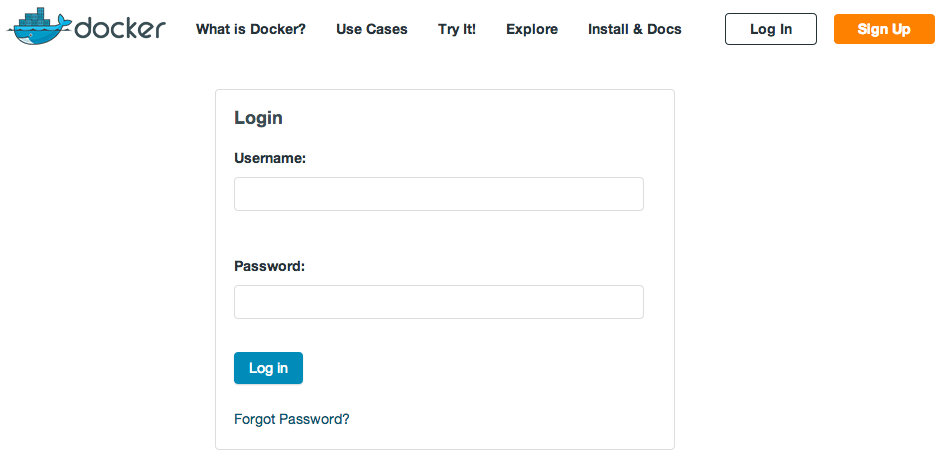 docker What is Docker? Use Cases Try It! Explore Install & Docs Log In Sign Up
Login
Username:
Password:
Log in
Forgot Password?